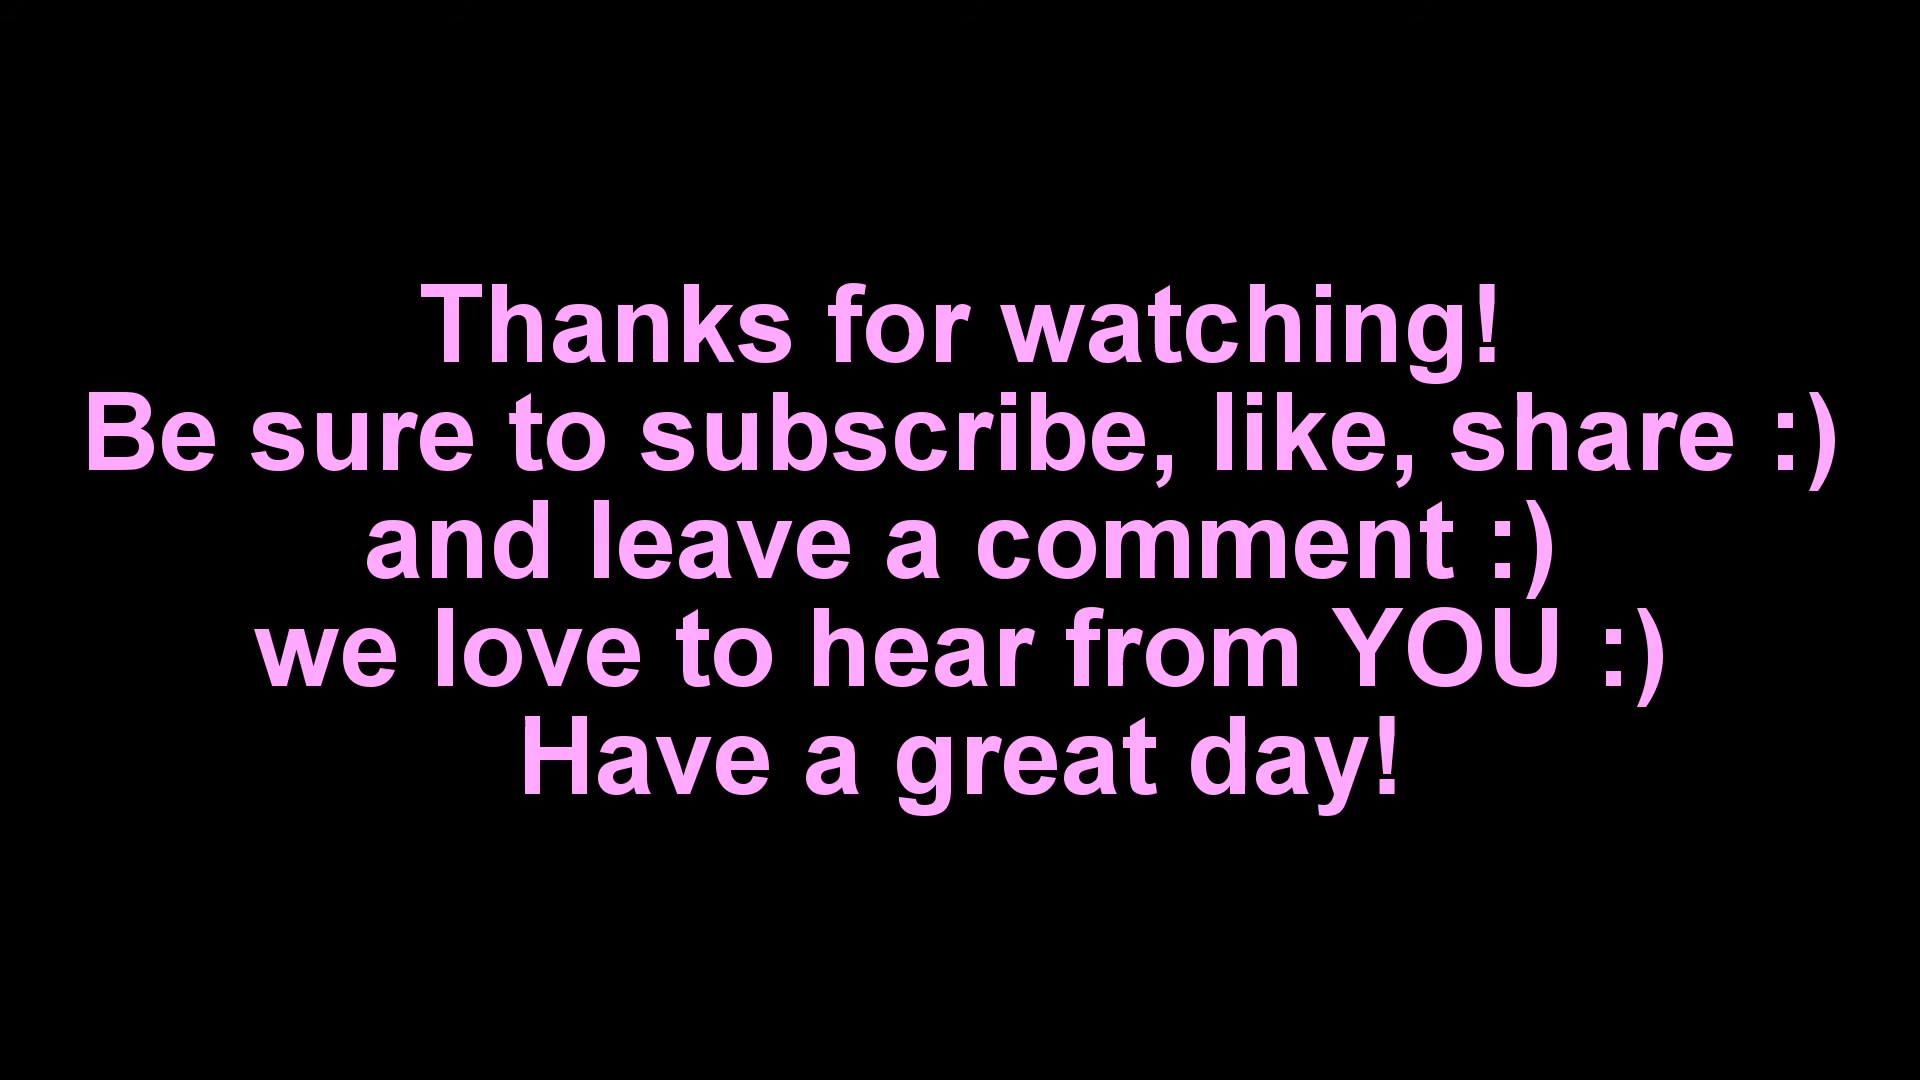 Thanks for watching!
Be sure to subscribe, like, share :)
and leave a comment :)
we love to hear from YOU :)
Have a great day!